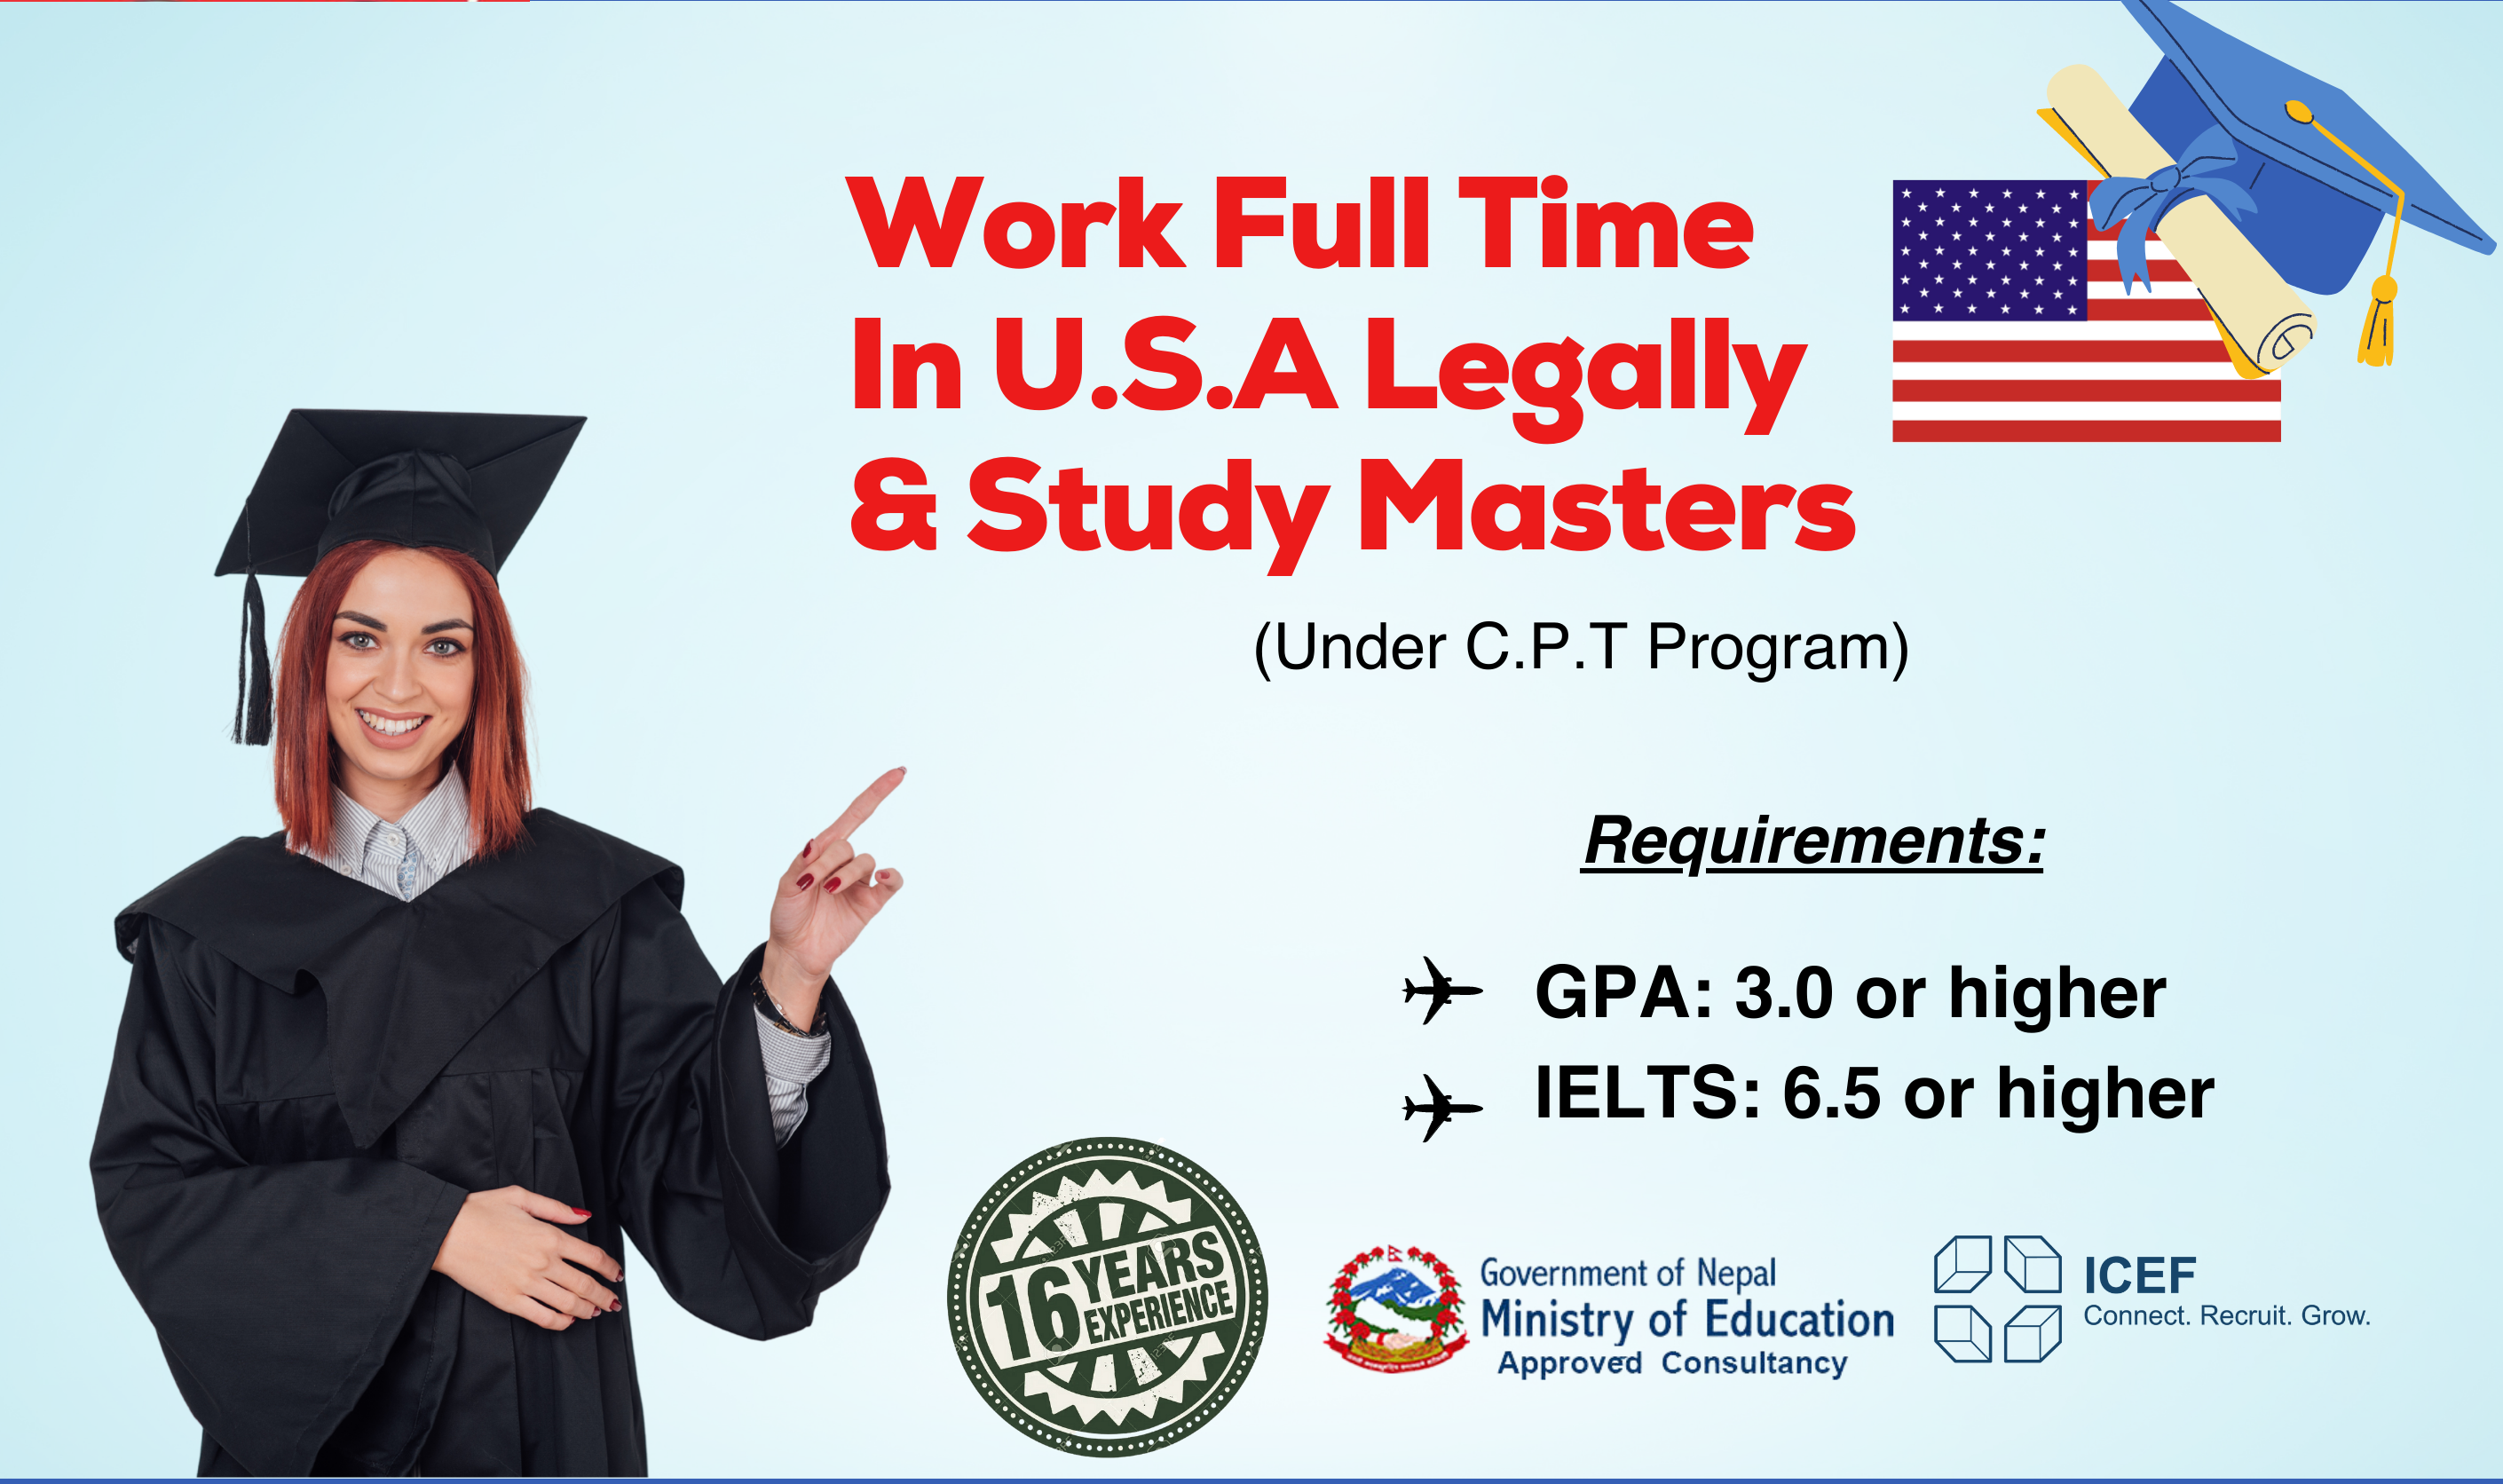 Work Full Time
In U.S.A Legally
& Study Masters
(Under C.P.T Program)
Requirements:
GPA: 3.0 or higher
IELTS: 6.5 or higher
16 YEARS
EXPERIENCE
Government of Nepal
Ministry of Education
Approved Consultancy
ICEF
Connect. Recruit. Grow.